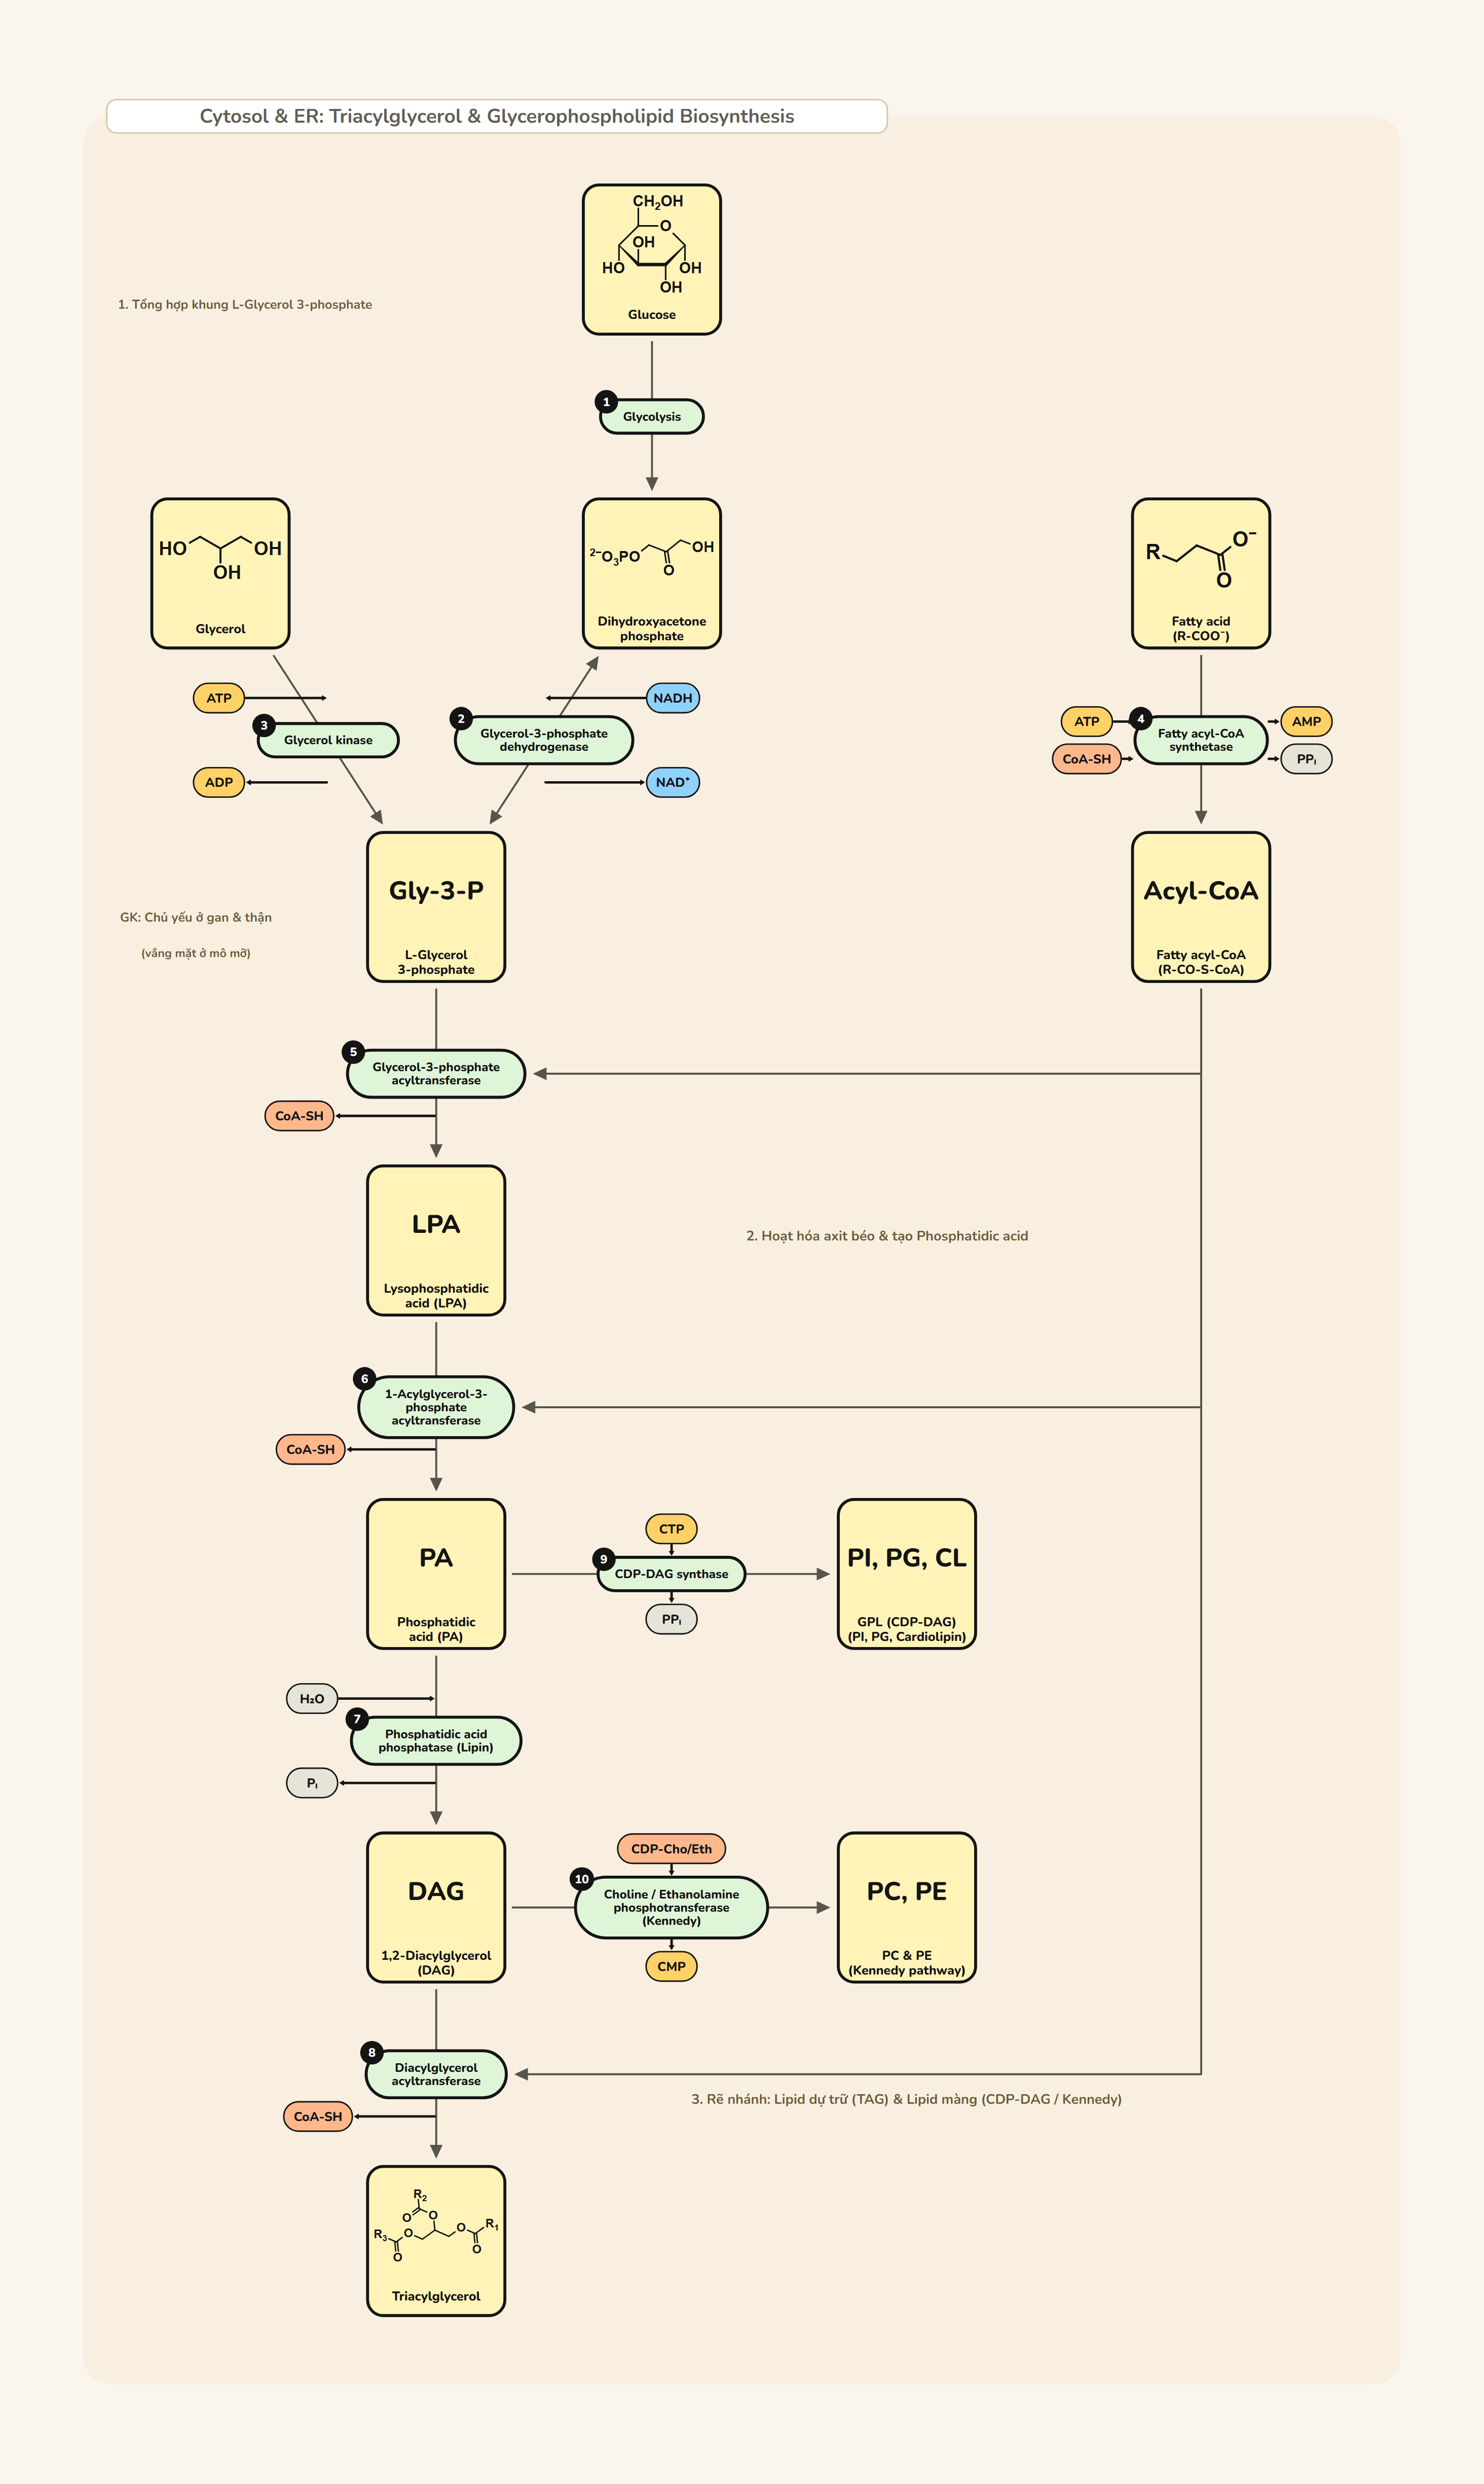 Cytosol & ER: Triacylglycerol & Glycerophospholipid Biosynthesis
CH₂OH
O
OH
HO
OH
OH
Glucose
1. Tổng hợp khung L-Glycerol 3-phosphate
1
Glycolysis
HO
OH
OH
Glycerol
²⁻O₃PO
OH
O
Dihydroxyacetone
phosphate
R
O⁻
O
Fatty acid
(R-COO⁻)
ATP
3
Glycerol kinase
ADP
NADH
2
Glycerol-3-phosphate
dehydrogenase
NAD⁺
ATP
CoA-SH
4
Fatty acyl-CoA
synthetase
AMP
PPᵢ
Gly-3-P
L-Glycerol
3-phosphate
Acyl-CoA
Fatty acyl-CoA
(R-CO-S-CoA)
GK: Chủ yếu ở gan & thận
(vắng mặt ở mô mỡ)
5
Glycerol-3-phosphate
acyltransferase
CoA-SH
LPA
Lysophosphatidic
acid (LPA)
2. Hoạt hóa axit béo & tạo Phosphatidic acid
6
1-Acylglycerol-3-
phosphate
acyltransferase
CoA-SH
PA
Phosphatidic
acid (PA)
CTP
9
CDP-DAG synthase
PPᵢ
PI, PG, CL
GPL (CDP-DAG)
(PI, PG, Cardiolipin)
H₂O
7
Phosphatidic acid
phosphatase (Lipin)
Pᵢ
DAG
1,2-Diacylglycerol
(DAG)
CDP-Cho/Eth
10
Choline / Ethanolamine
phosphotransferase
(Kennedy)
CMP
PC, PE
PC & PE
(Kennedy pathway)
8
Diacylglycerol
acyltransferase
CoA-SH
3. Rẽ nhánh: Lipid dự trữ (TAG) & Lipid màng (CDP-DAG / Kennedy)
R₂
O
O
R₃
O
O
O
R₁
O
Triacylglycerol